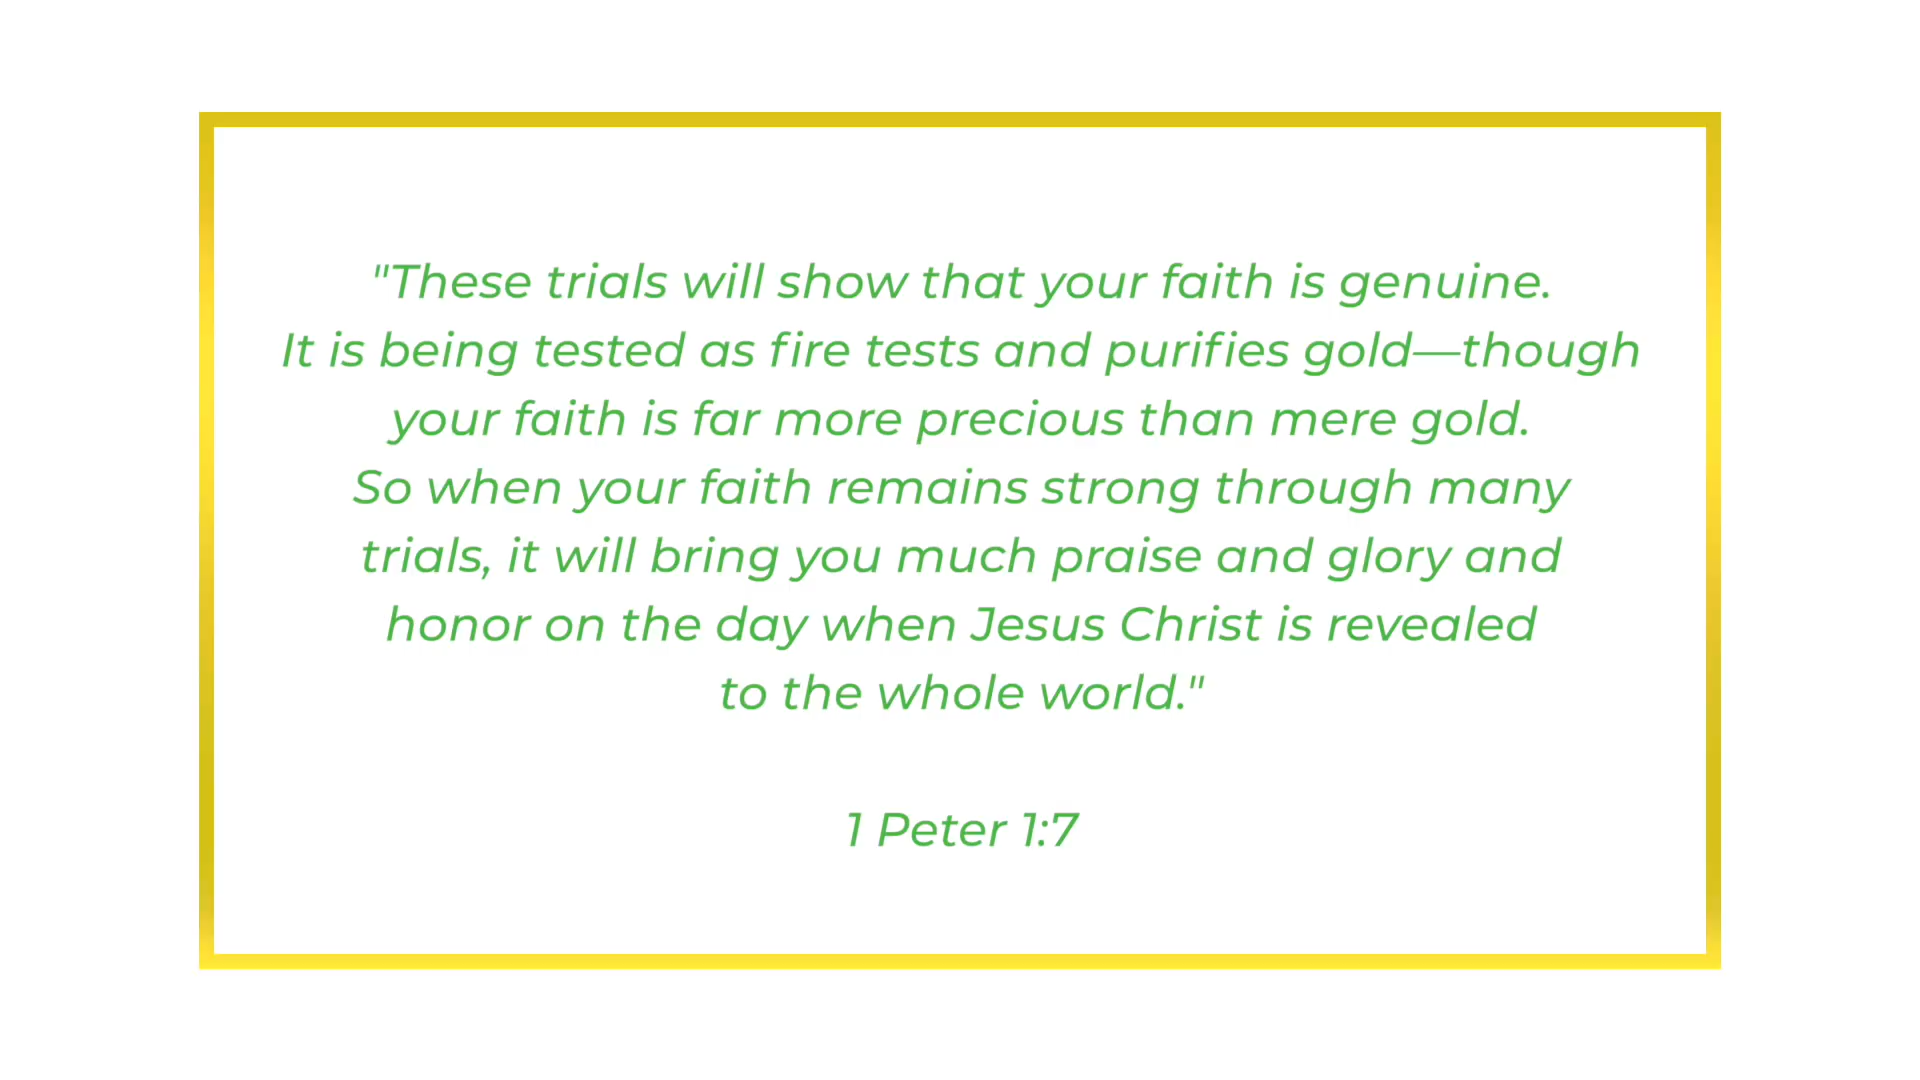 "These trials will show that your faith is genuine.
It is being tested as fire tests and purifies gold—though
your faith is far more precious than mere gold.
So when your faith remains strong through many
trials, it will bring you much praise and glory and
honor on the day when Jesus Christ is revealed
to the whole world."
1 Peter 1:7